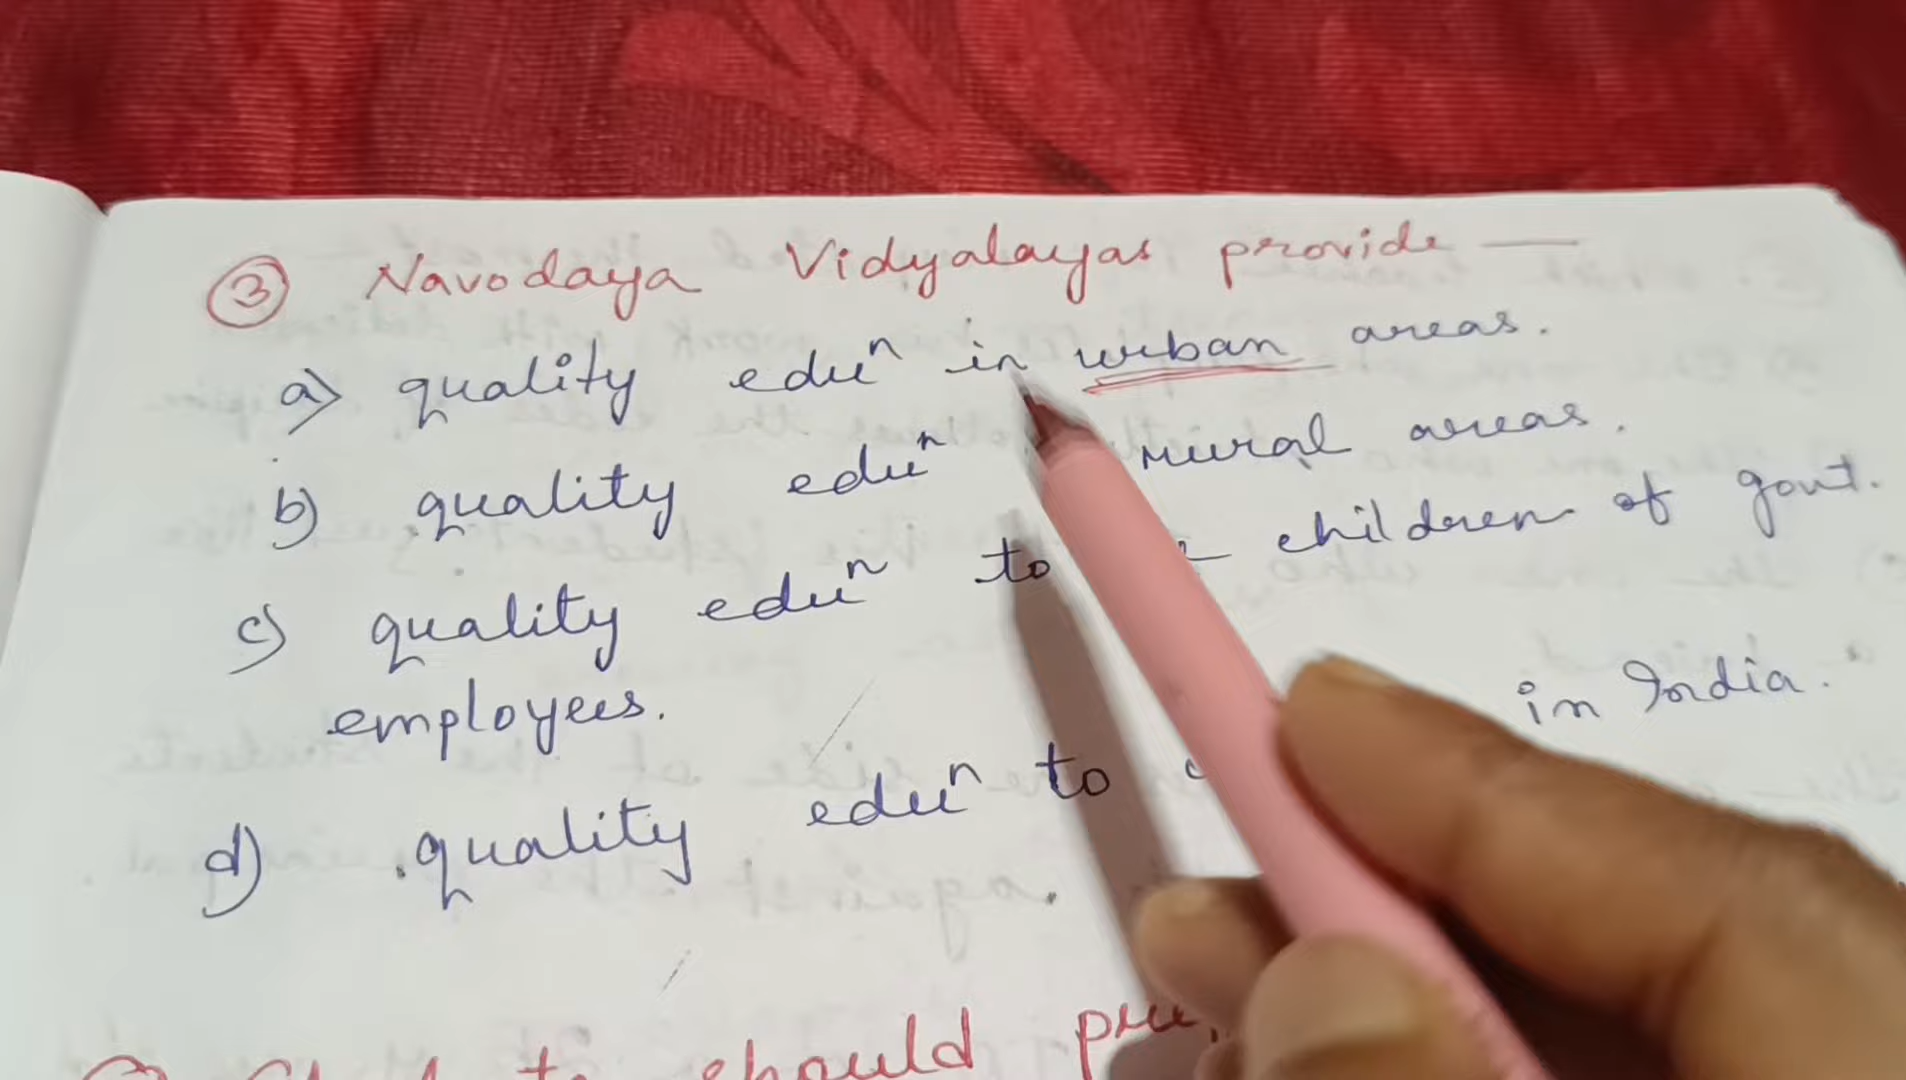 ③ Navodaya Vidyalayas provide —
a) quality eduⁿ in urban areas.
b) quality eduⁿ rural areas.
c) quality eduⁿ to children of govt.
employees.
in India.
d) quality eduⁿ to
should